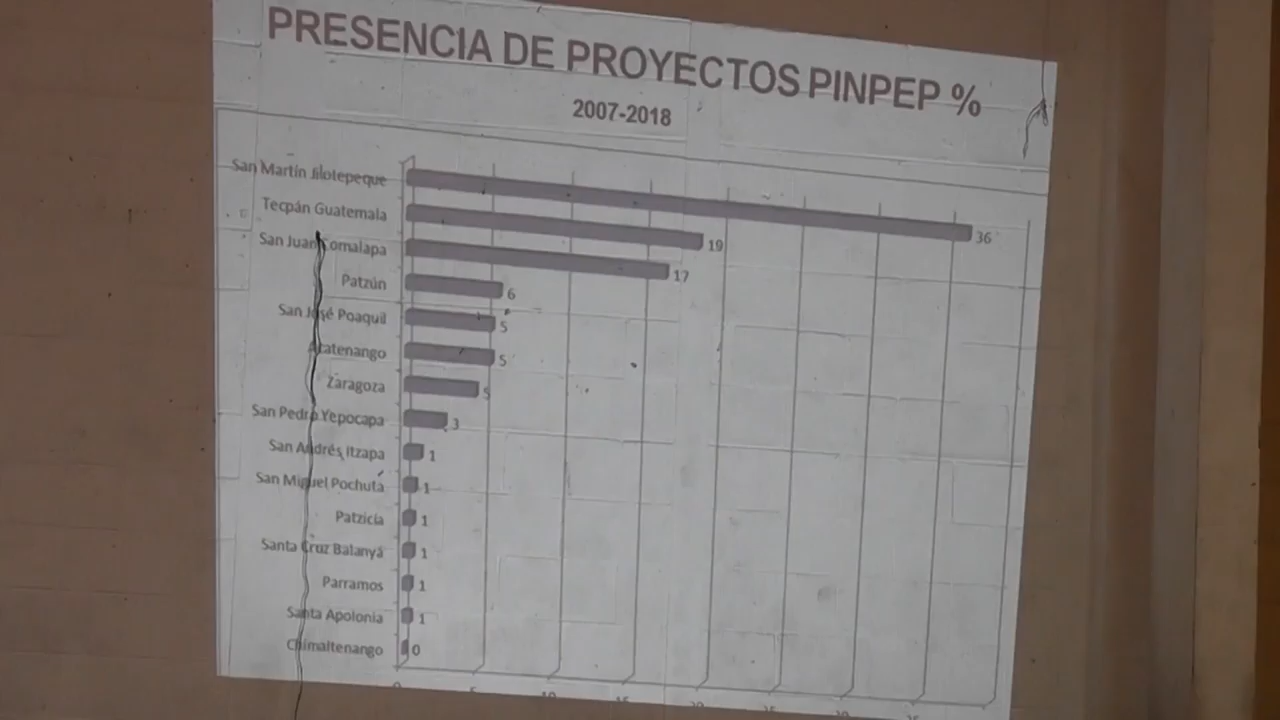 PRESENCIA DE PROYECTOS PINPEP %
2007-2018
San Martín Jilotepeque 36
Tecpán Guatemala 19
San Juan Comalapa 17
Patzún 6
San José Poaquil 5
Acatenango 5
Zaragoza 5
San Pedro Yepocapa 3
San Andrés Itzapa 1
San Miguel Pochuta 1
Patzicía 1
Santa Cruz Balanyá 1
Parramos 1
Santa Apolonia 1
Chimaltenango 0